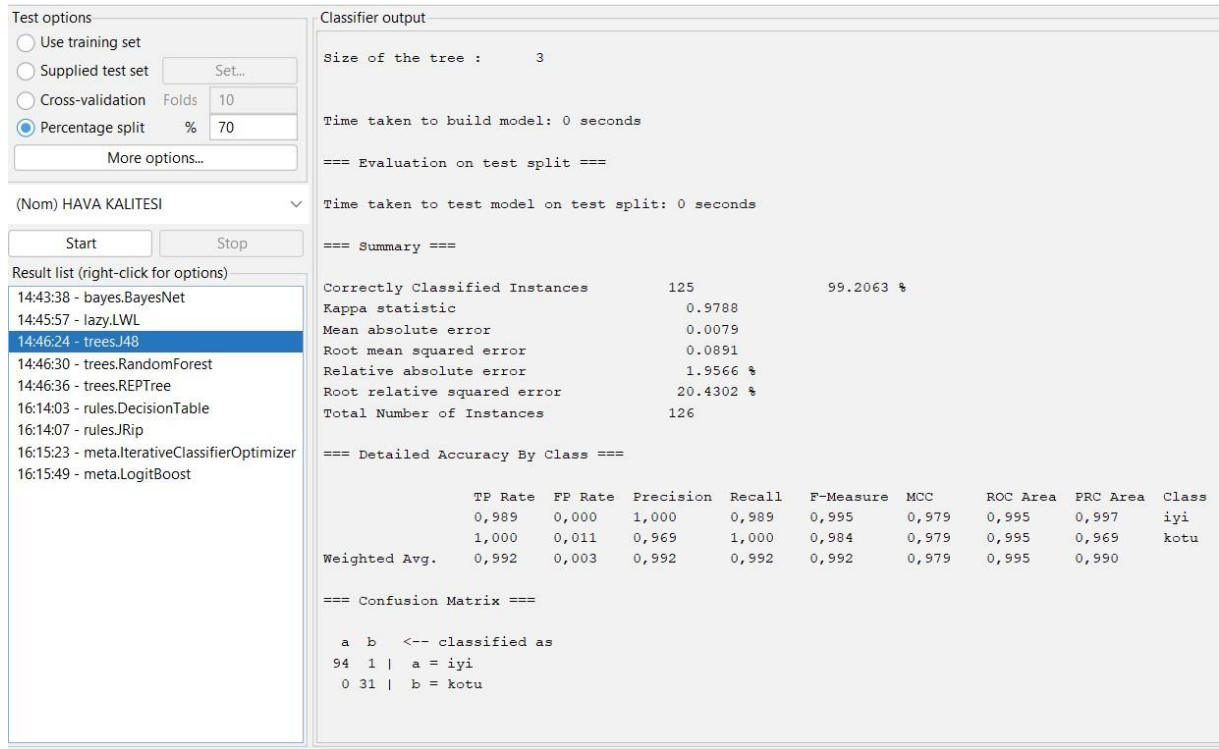 Test options
Use training set
Supplied test set Set...
Cross-validation Folds 10
Percentage split % 70
More options...
(Nom) HAVA KALITESI
Start Stop
Result list (right-click for options)
14:43:38 - bayes.BayesNet
14:45:57 - lazy.LWL
14:46:24 - trees.J48
14:46:30 - trees.RandomForest
14:46:36 - trees.REPTree
16:14:03 - rules.DecisionTable
16:14:07 - rules.JRip
16:15:23 - meta.IterativeClassifierOptimizer
16:15:49 - meta.LogitBoost
Classifier output
Size of the tree : 3
Time taken to build model: 0 seconds
=== Evaluation on test split ===
Time taken to test model on test split: 0 seconds
=== Summary ===
Correctly Classified Instances 125 99.2063 %
Kappa statistic 0.9788
Mean absolute error 0.0079
Root mean squared error 0.0891
Relative absolute error 1.9566 %
Root relative squared error 20.4302 %
Total Number of Instances 126
=== Detailed Accuracy By Class ===
TP Rate FP Rate Precision Recall F-Measure MCC ROC Area PRC Area Class
0,989 0,000 1,000 0,989 0,995 0,979 0,995 0,997 iyi
1,000 0,011 0,969 1,000 0,984 0,979 0,995 0,969 kotu
Weighted Avg. 0,992 0,003 0,992 0,992 0,992 0,979 0,995 0,990
=== Confusion Matrix ===
a b <-- classified as
94 1 | a = iyi
0 31 | b = kotu